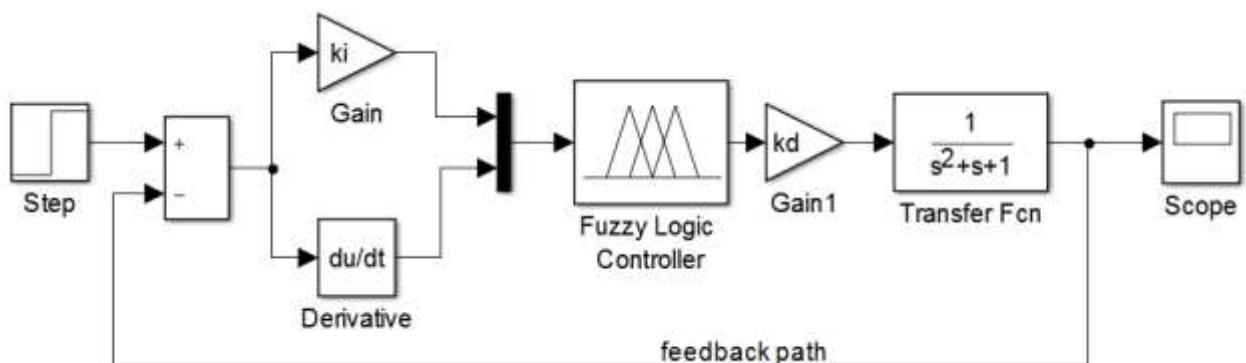 Step
+
−
ki
Gain
du/dt
Derivative
Fuzzy Logic
Controller
kd
Gain1
1
s²+s+1
Transfer Fcn
Scope
feedback path